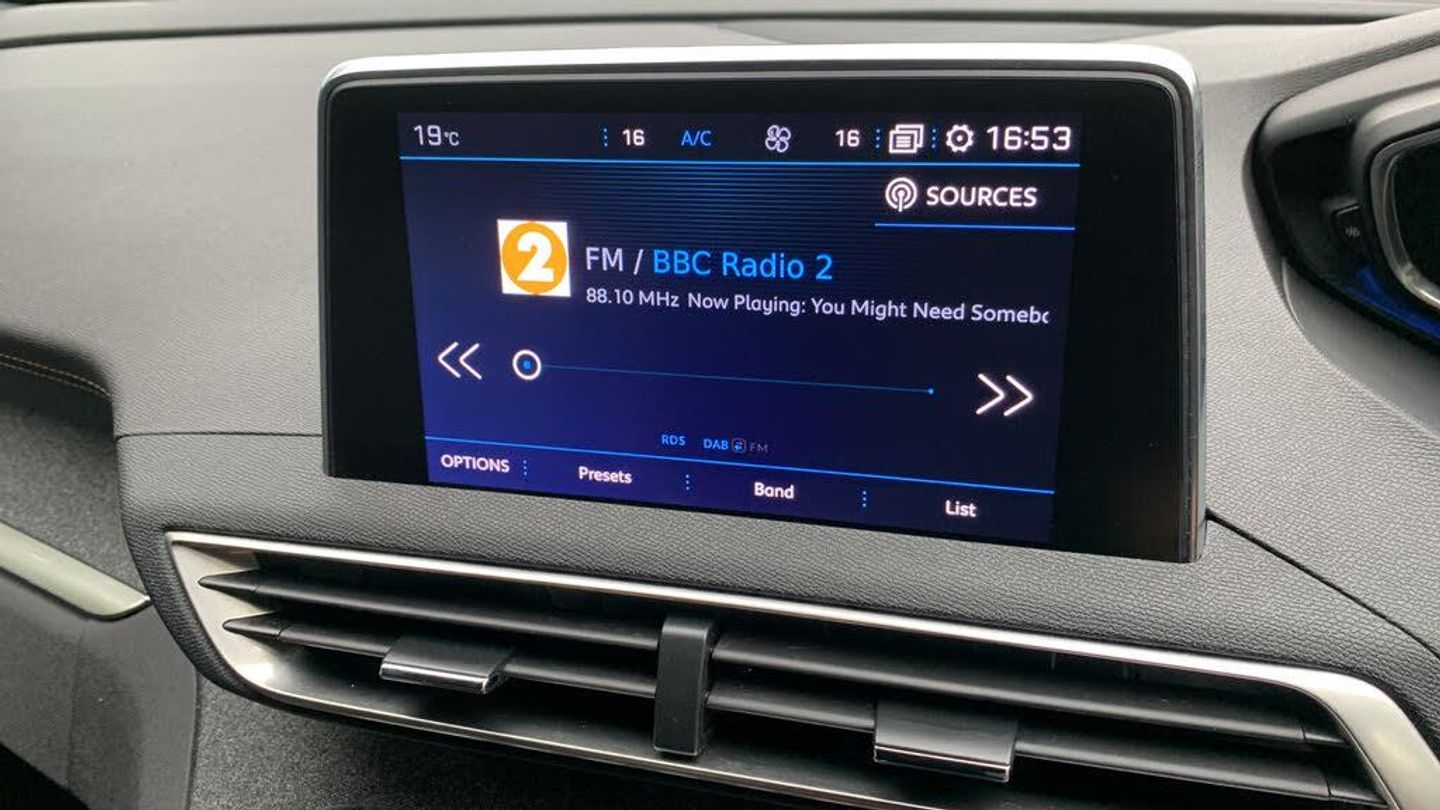 19°C 16 A/C 16 16:53
SOURCES
2
FM / BBC Radio 2
88.10 MHz Now Playing: You Might Need Somebo
RDS DAB FM
OPTIONS Presets Band List